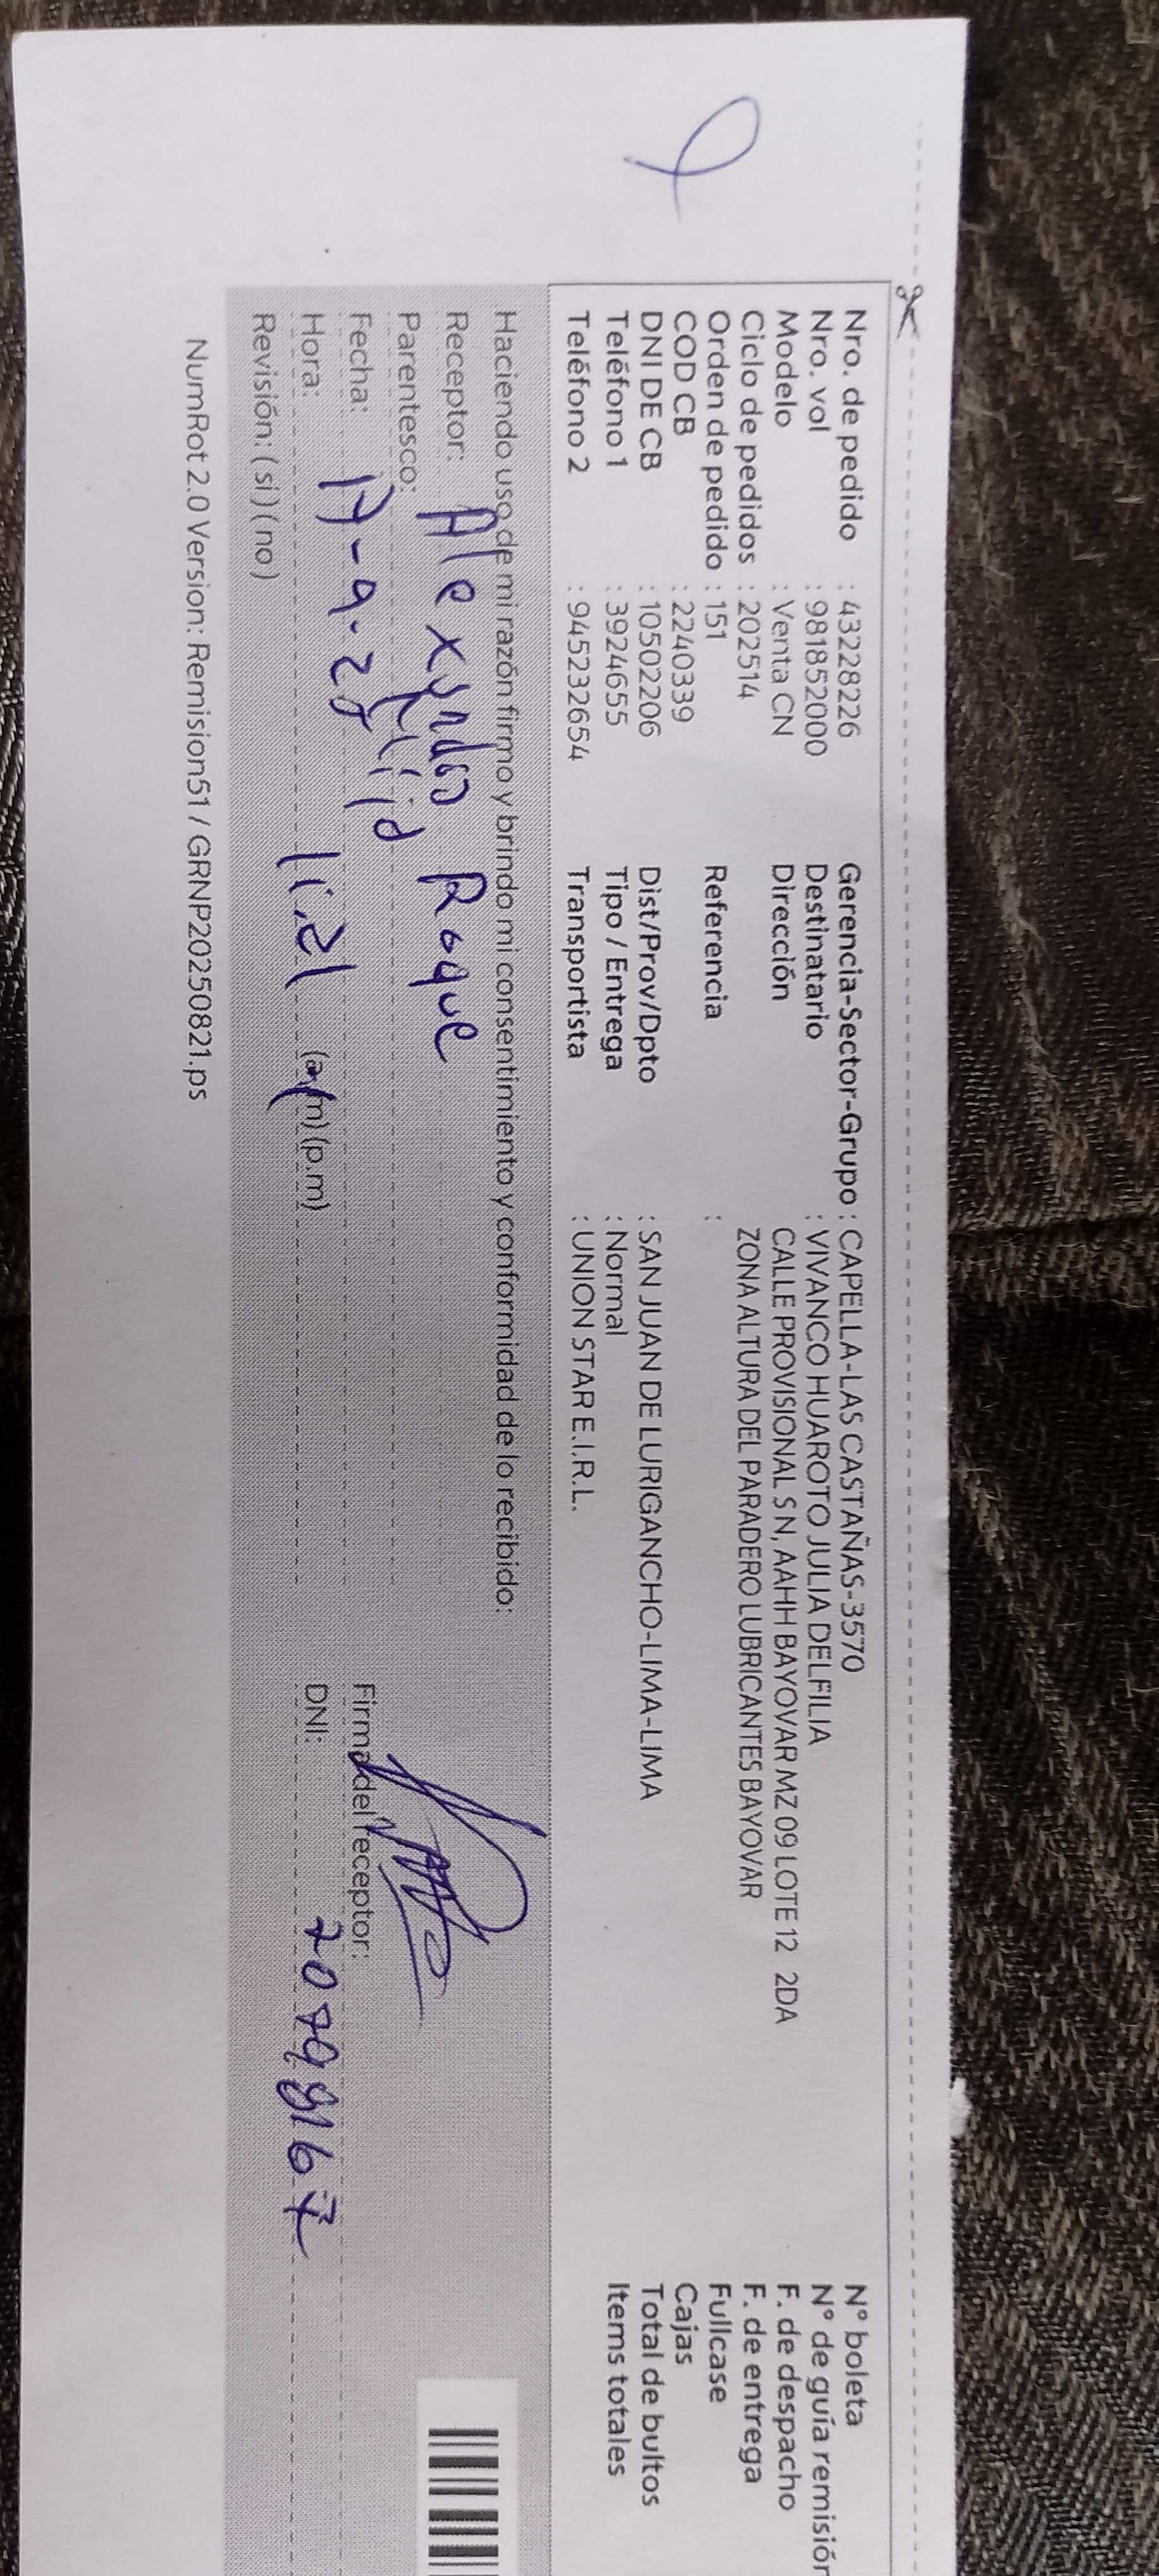 Nro. de pedido : 43228226
Nro. vol : 981852000
Modelo : Venta CN
Ciclo de pedidos : 202514
Orden de pedido : 151
COD CB : 2240339
DNI DE CB : 10502206
Teléfono 1 : 3924655
Teléfono 2 : 945232654
Gerencia-Sector-Grupo : CAPELLA-LAS CASTAÑAS-3570
Destinatario : VIVANCO HUAROTO JULIA DELFILIA
Dirección CALLE PROVISIONAL S N, AAHH BAYOVAR MZ 09 LOTE 12 2DA
ZONA ALTURA DEL PARADERO LUBRICANTES BAYOVAR
Referencia :
Dist/Prov/Dpto : SAN JUAN DE LURIGANCHO-LIMA-LIMA
Tipo / Entrega : Normal
Transportista : UNION STAR E.I.R.L.
N° boleta
N° de guía remisión
F. de despacho
F. de entrega
Fullcase
Cajas
Total de bultos
Items totales
Haciendo uso de mi razón firmo y brindo mi consentimiento y conformidad de lo recibido:
Receptor: Roque
Parentesco:
Fecha: 17-9-25
Hora: 11:21 (a.m) (p.m)
Revisión: (si) (no)
Firma del receptor:
DNI: 70798167
NumRot 2.0 Version: Remision51 / GRNP20250821.ps